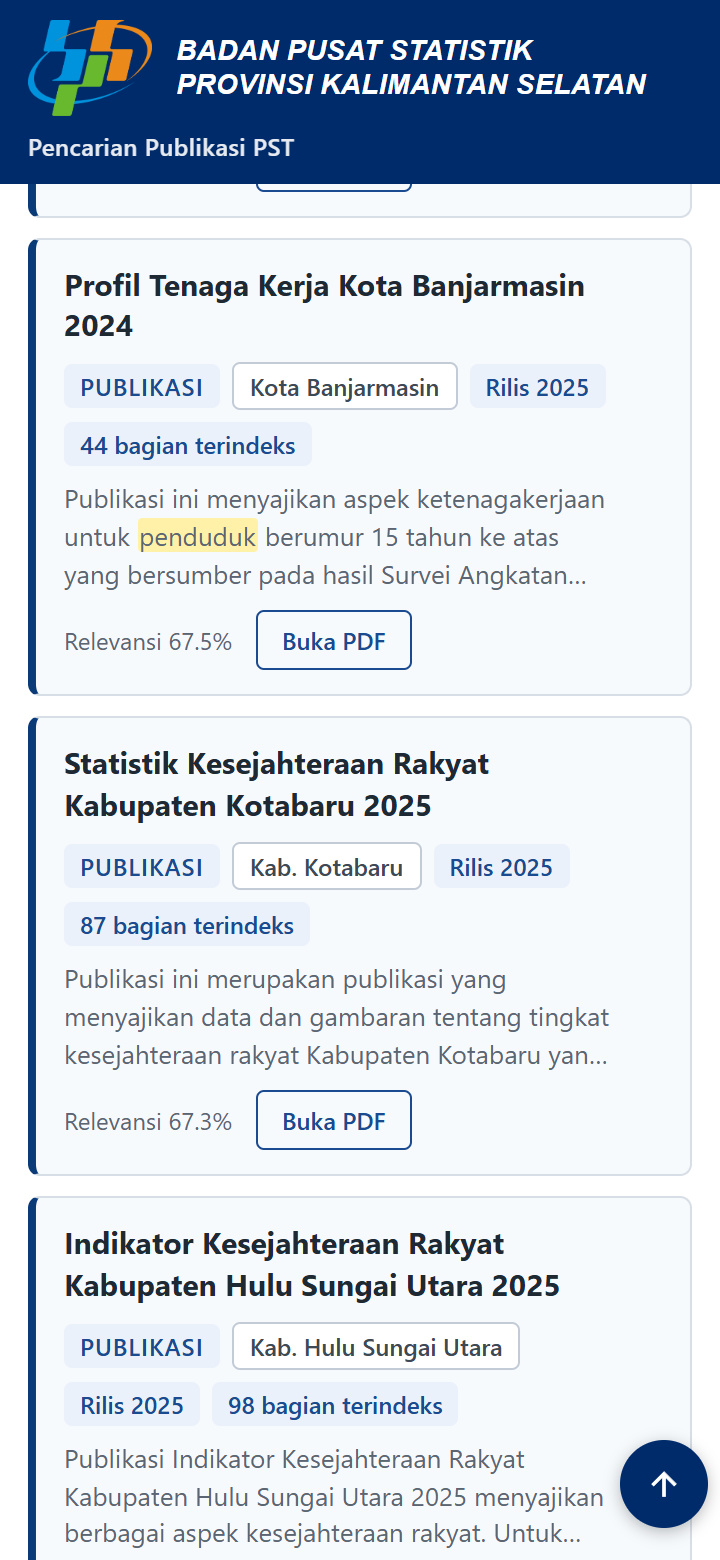 BADAN PUSAT STATISTIK
PROVINSI KALIMANTAN SELATAN
Pencarian Publikasi PST
Profil Tenaga Kerja Kota Banjarmasin
2024
PUBLIKASI Kota Banjarmasin Rilis 2025
44 bagian terindeks
Publikasi ini menyajikan aspek ketenagakerjaan
untuk penduduk berumur 15 tahun ke atas
yang bersumber pada hasil Survei Angkatan...
Relevansi 67.5% Buka PDF
Statistik Kesejahteraan Rakyat
Kabupaten Kotabaru 2025
PUBLIKASI Kab. Kotabaru Rilis 2025
87 bagian terindeks
Publikasi ini merupakan publikasi yang
menyajikan data dan gambaran tentang tingkat
kesejahteraan rakyat Kabupaten Kotabaru yan...
Relevansi 67.3% Buka PDF
Indikator Kesejahteraan Rakyat
Kabupaten Hulu Sungai Utara 2025
PUBLIKASI Kab. Hulu Sungai Utara
Rilis 2025 98 bagian terindeks
Publikasi Indikator Kesejahteraan Rakyat
Kabupaten Hulu Sungai Utara 2025 menyajikan
berbagai aspek kesejahteraan rakyat. Untuk...